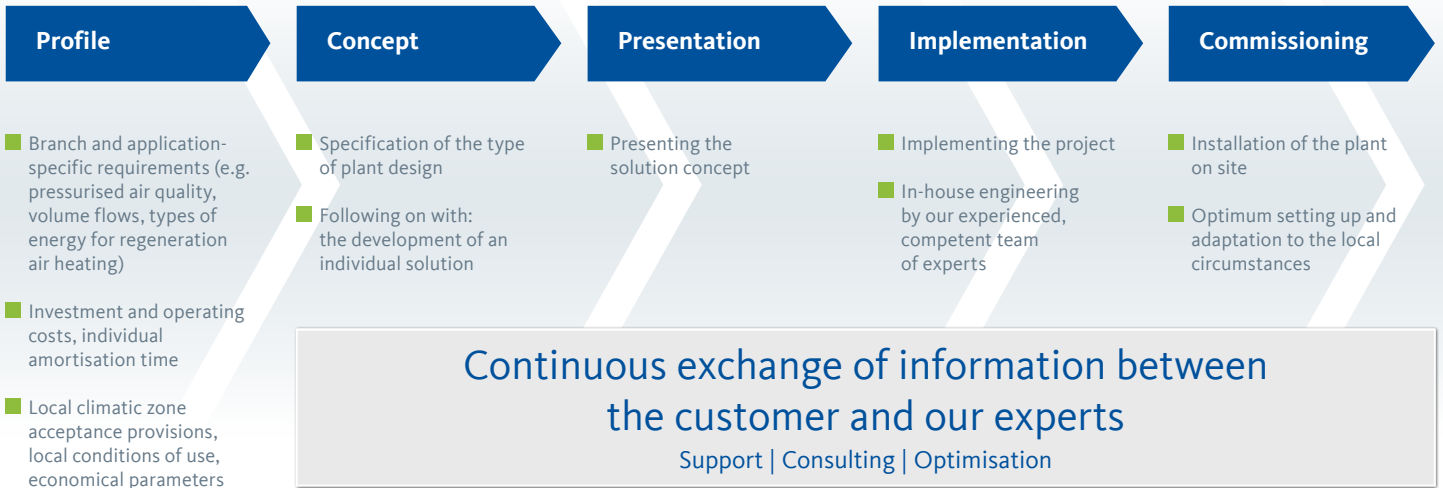 Profile
Branch and application-
specific requirements (e.g.
pressurised air quality,
volume flows, types of
energy for regeneration
air heating)
Investment and operating
costs, individual
amortisation time
Local climatic zone
acceptance provisions,
local conditions of use,
economical parameters
Concept
Specification of the type
of plant design
Following on with:
the development of an
individual solution
Presentation
Presenting the
solution concept
Implementation
Implementing the project
In-house engineering
by our experienced,
competent team
of experts
Commissioning
Installation of the plant
on site
Optimum setting up and
adaptation to the local
circumstances
Continuous exchange of information between
the customer and our experts
Support | Consulting | Optimisation